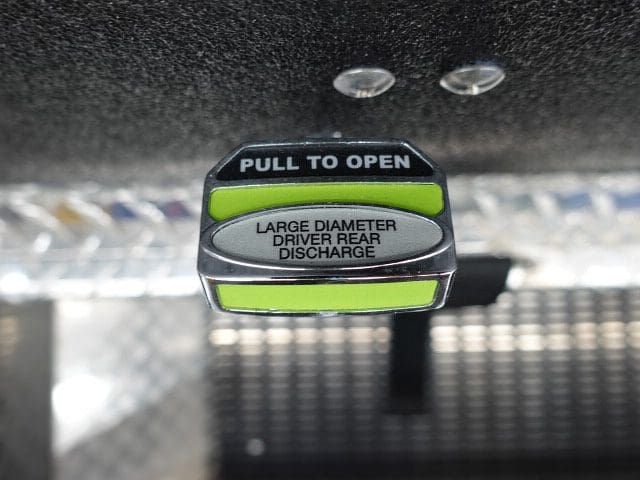 PULL TO OPEN
LARGE DIAMETER
DRIVER REAR
DISCHARGE